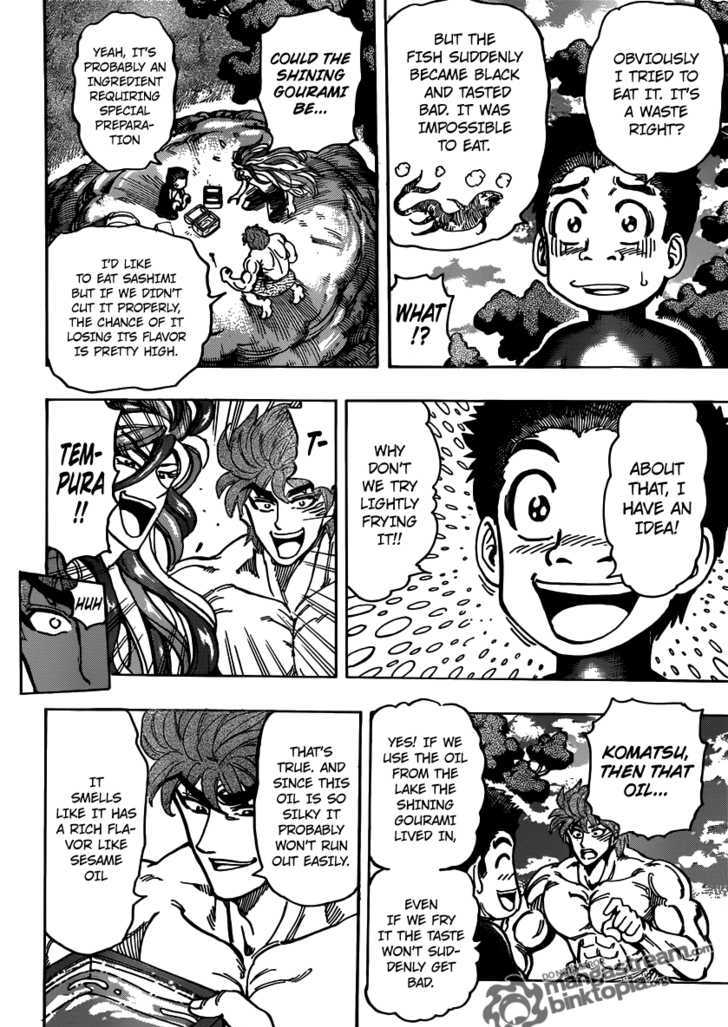 OBVIOUSLY
I TRIED TO
EAT IT. IT'S
A WASTE
RIGHT?
BUT THE
FISH SUDDENLY
BECAME BLACK
AND TASTED
BAD. IT WAS
IMPOSSIBLE
TO EAT.
WHAT
!?
COULD THE
SHINING
GOURAMI
BE...
YEAH, IT'S
PROBABLY AN
INGREDIENT
REQUIRING
SPECIAL
PREPARA-
TION
I'D LIKE
TO EAT SASHIMI
BUT IF WE DIDN'T
CUT IT PROPERLY,
THE CHANCE OF IT
LOSING ITS FLAVOR
IS PRETTY HIGH.
ABOUT
THAT, I
HAVE AN
IDEA!
WHY
DON'T
WE TRY
LIGHTLY
FRYING
IT!!
T-
TEM-
PURA
!!
HUH
KOMATSU,
THEN THAT
OIL...
YES! IF WE
USE THE OIL
FROM THE
LAKE THE
SHINING
GOURAMI
LIVED IN,
EVEN
IF WE FRY
IT THE TASTE
WON'T SUD-
DENLY GET
BAD.
THAT'S
TRUE. AND
SINCE THIS
OIL IS SO
SILKY IT
PROBABLY
WON'T RUN
OUT EASILY.
IT
SMELLS
LIKE IT HAS
A RICH FLA-
VOR LIKE
SESAME
OIL
mangastream.com
binktopia